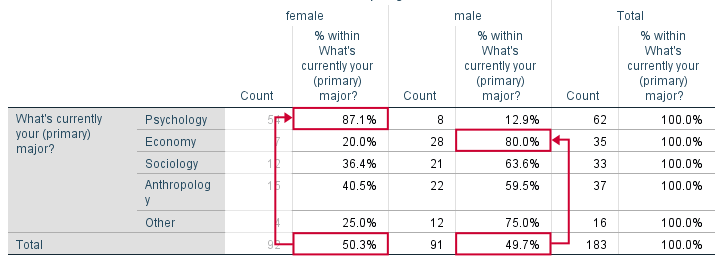 female male Total
% within % within % within
What's What's What's
currently your currently your currently your
(primary) (primary) (primary)
Count major? Count major? Count major?
What's currently your (primary) major?
Psychology 54 87.1% 8 12.9% 62 100.0%
Economy 7 20.0% 28 80.0% 35 100.0%
Sociology 12 36.4% 21 63.6% 33 100.0%
Anthropolog 15 40.5% 22 59.5% 37 100.0%
y
Other 4 25.0% 12 75.0% 16 100.0%
Total 92 50.3% 91 49.7% 183 100.0%